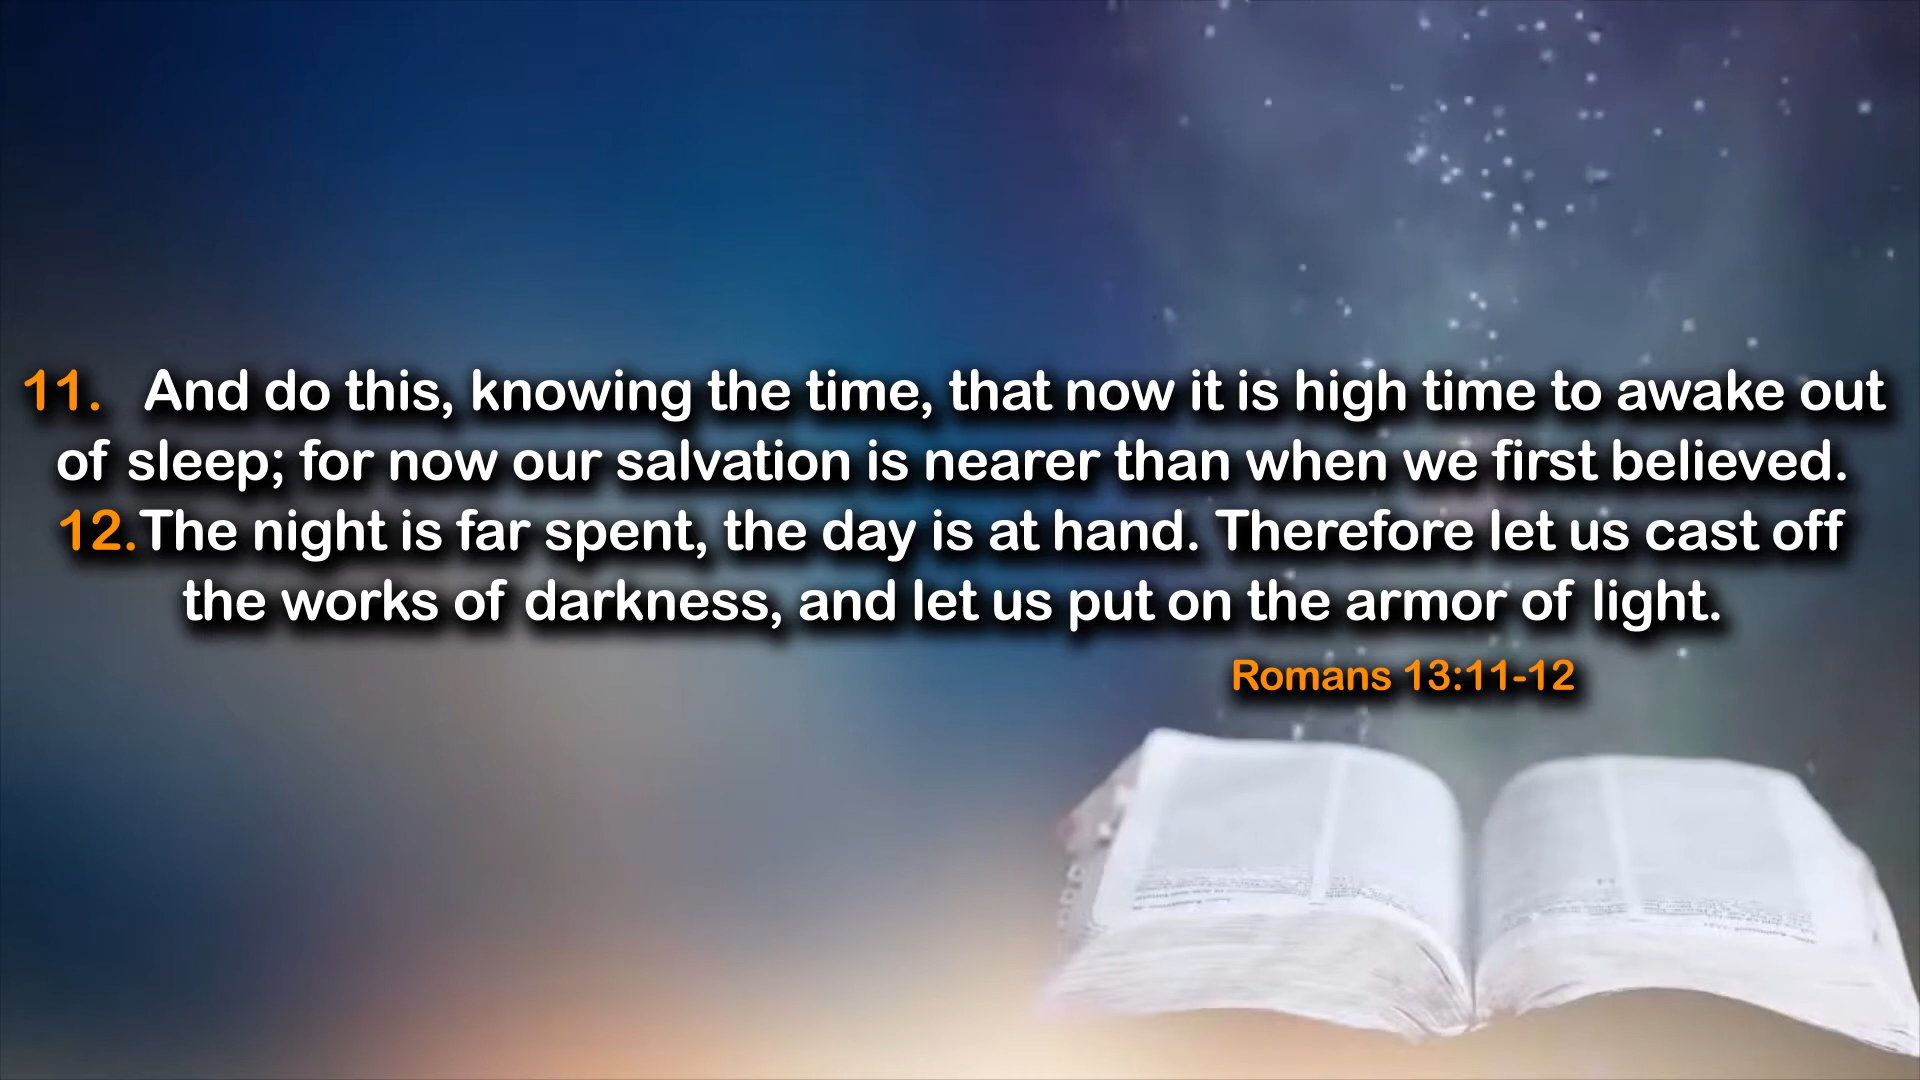 11. And do this, knowing the time, that now it is high time to awake out
of sleep; for now our salvation is nearer than when we first believed.
12.The night is far spent, the day is at hand. Therefore let us cast off
the works of darkness, and let us put on the armor of light.
Romans 13:11-12